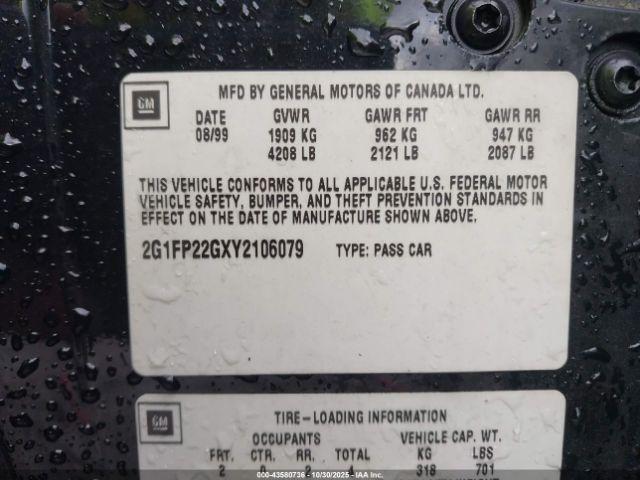 GM
MFD BY GENERAL MOTORS OF CANADA LTD.
DATE GVWR GAWR FRT GAWR RR
08/99 1909 KG 962 KG 947 KG
4208 LB 2121 LB 2087 LB
THIS VEHICLE CONFORMS TO ALL APPLICABLE U.S. FEDERAL MOTOR
VEHICLE SAFETY, BUMPER, AND THEFT PREVENTION STANDARDS IN
EFFECT ON THE DATE OF MANUFACTURE SHOWN ABOVE.
2G1FP22GXY2106079 TYPE: PASS CAR
GM
TIRE-LOADING INFORMATION
OCCUPANTS VEHICLE CAP. WT.
FRT. CTR. RR. TOTAL KG LBS
2 0 2 4 318 701
© 00-43580736 - 10/30/2025 - IAA Inc.